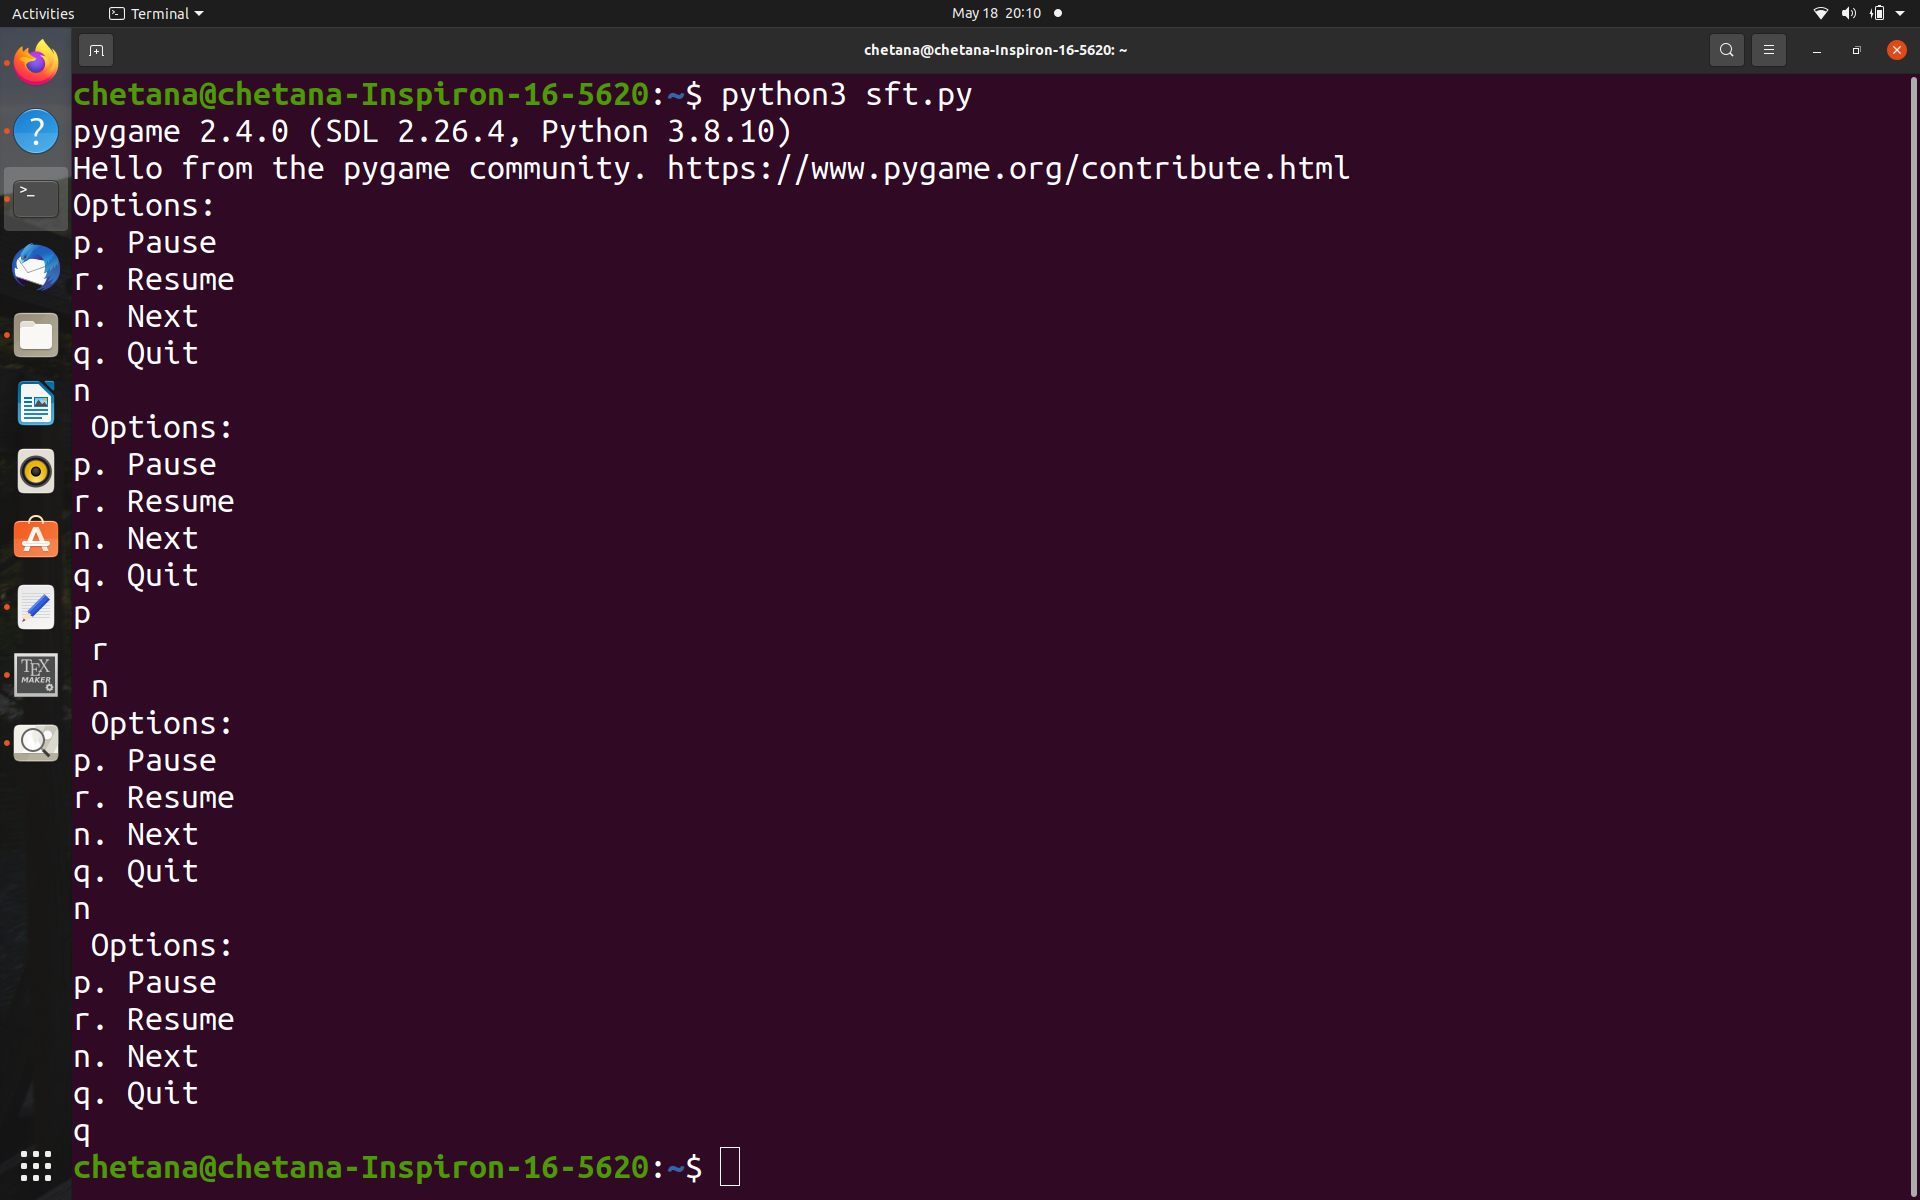 Activities Terminal May 18 20:10
chetana@chetana-Inspiron-16-5620: ~
chetana@chetana-Inspiron-16-5620:~$ python3 sft.py
pygame 2.4.0 (SDL 2.26.4, Python 3.8.10)
Hello from the pygame community. https://www.pygame.org/contribute.html
Options:
p. Pause
r. Resume
n. Next
q. Quit
n
Options:
p. Pause
r. Resume
n. Next
q. Quit
p
r
n
Options:
p. Pause
r. Resume
n. Next
q. Quit
n
Options:
p. Pause
r. Resume
n. Next
q. Quit
q
chetana@chetana-Inspiron-16-5620:~$
?
>_
TEX
MAKER